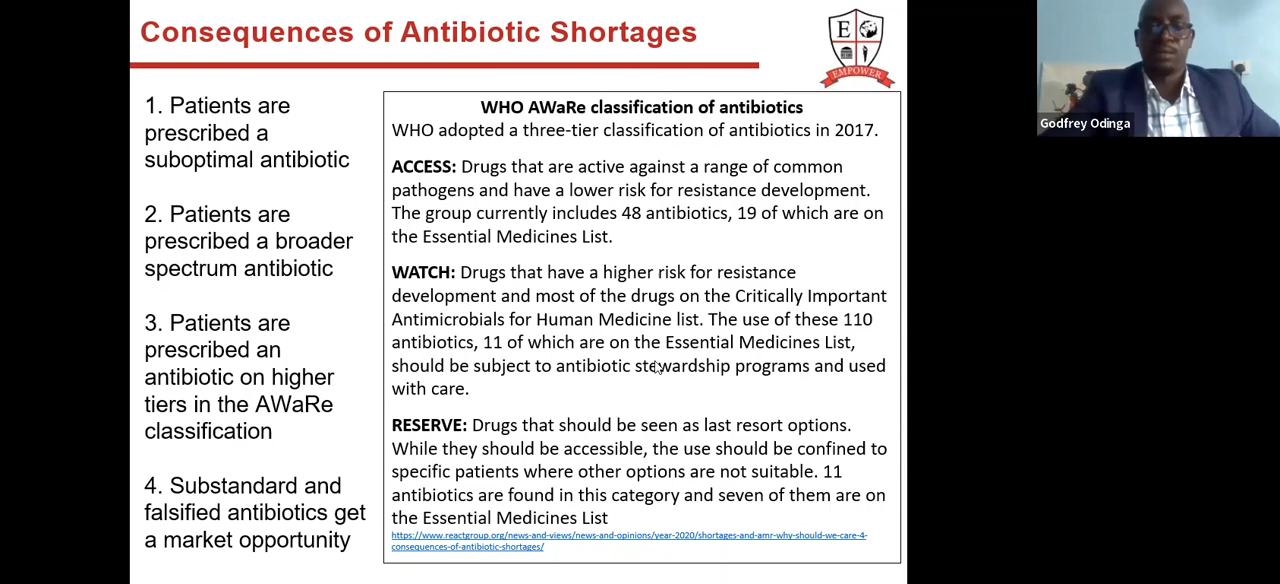 Consequences of Antibiotic Shortages
E
EMPOWER
1. Patients are
prescribed a
suboptimal antibiotic
2. Patients are
prescribed a broader
spectrum antibiotic
3. Patients are
prescribed an
antibiotic on higher
tiers in the AWaRe
classification
4. Substandard and
falsified antibiotics get
a market opportunity
WHO AWaRe classification of antibiotics
WHO adopted a three-tier classification of antibiotics in 2017.
ACCESS: Drugs that are active against a range of common
pathogens and have a lower risk for resistance development.
The group currently includes 48 antibiotics, 19 of which are on
the Essential Medicines List.
WATCH: Drugs that have a higher risk for resistance
development and most of the drugs on the Critically Important
Antimicrobials for Human Medicine list. The use of these 110
antibiotics, 11 of which are on the Essential Medicines List,
should be subject to antibiotic stewardship programs and used
with care.
RESERVE: Drugs that should be seen as last resort options.
While they should be accessible, the use should be confined to
specific patients where other options are not suitable. 11
antibiotics are found in this category and seven of them are on
the Essential Medicines List
https://www.reactgroup.org/news-and-views/news-and-opinions/year-2020/shortages-and-amr-why-should-we-care-4-
consequences-of-antibiotic-shortages/
Godfrey Odinga